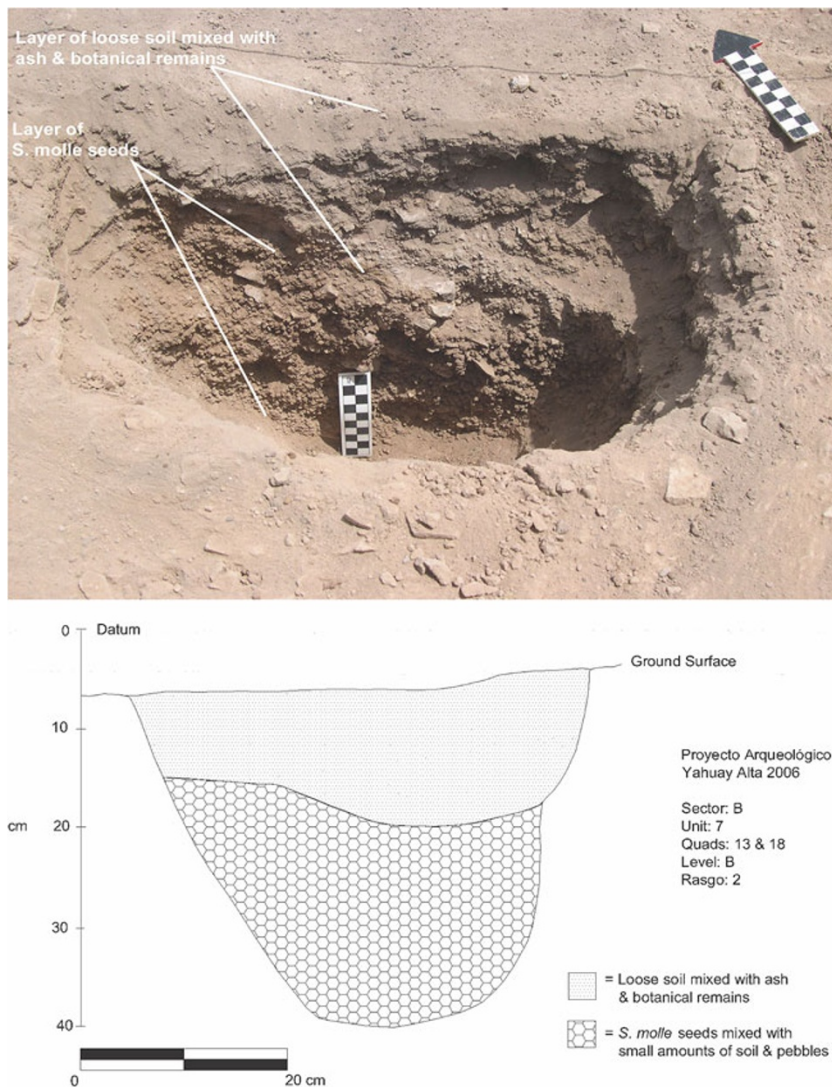 Layer of loose soil mixed with
ash & botanical remains
Layer of
S. molle seeds
0 Datum
Ground Surface
10
Proyecto Arqueológico
Yahuay Alta 2006
Sector: B
cm 20
Unit: 7
Quads: 13 & 18
Level: B
Rasgo: 2
30
= Loose soil mixed with ash
& botanical remains
40
= S. molle seeds mixed with
small amounts of soil & pebbles
0 20 cm